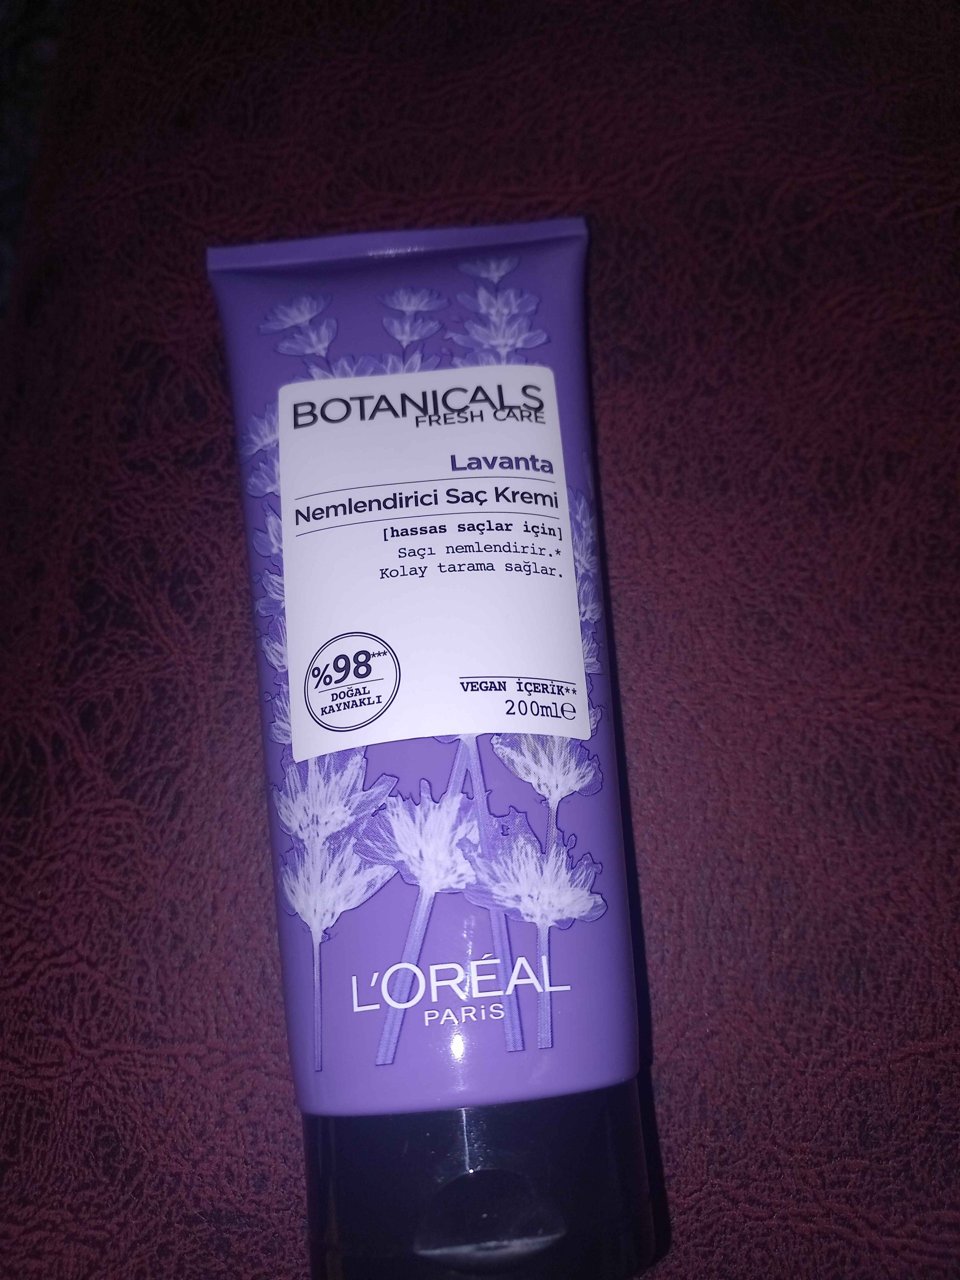 BOTANICALS
FRESH CARE
Lavanta
Nemlendirici Saç Kremi
[hassas saçlar için]
Saçı nemlendirir.*
Kolay tarama sağlar.
%98***
DOĞAL
KAYNAKLI
VEGAN İÇERİK**
200ml℮
L'ORÉAL
PARiS